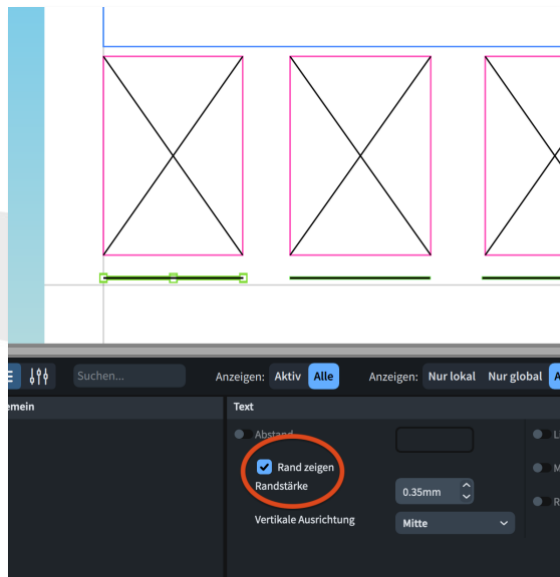 Suchen...
Anzeigen: Aktiv Alle
Anzeigen: Nur lokal Nur global
Text
Abstand
Rand zeigen
Randstärke
0.35mm
Vertikale Ausrichtung
Mitte